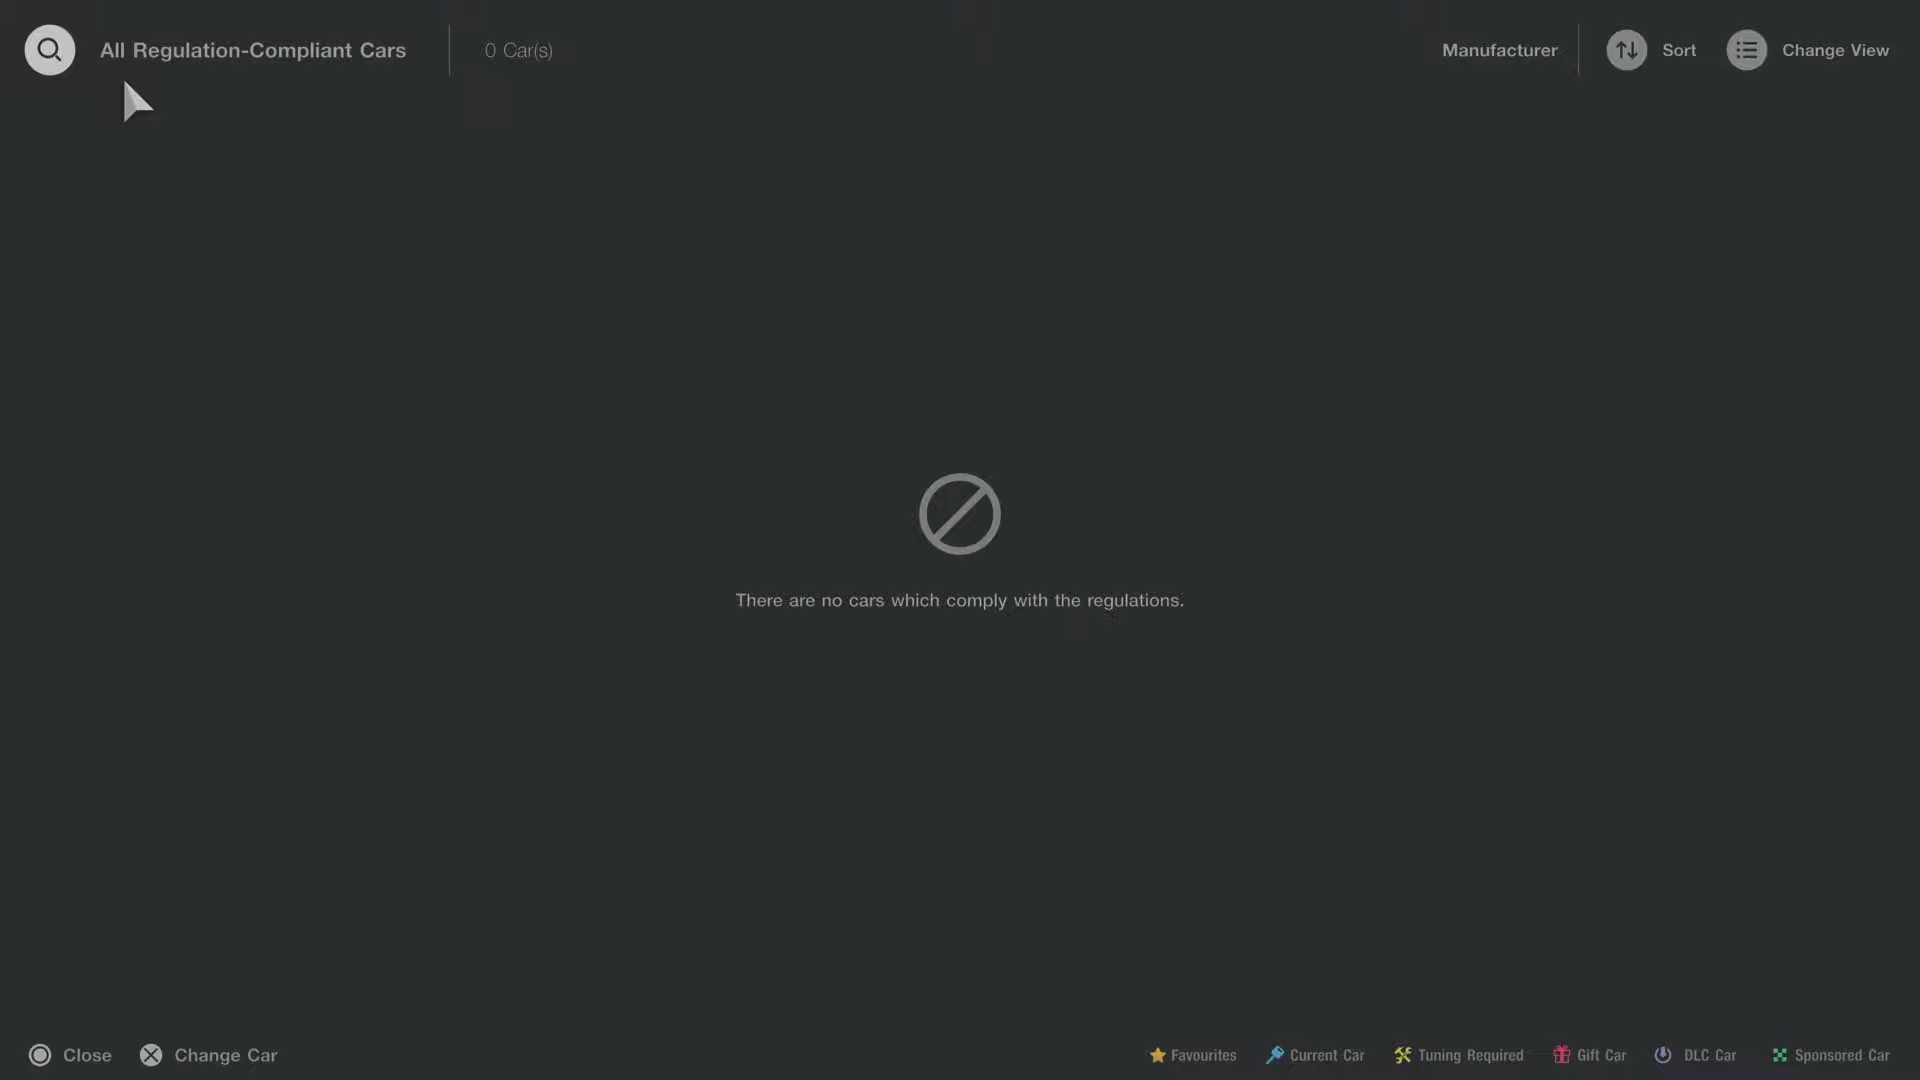 All Regulation-Compliant Cars
0 Car(s)
Manufacturer
Sort
Change View
There are no cars which comply with the regulations.
Close
Change Car
Favourites
Current Car
Tuning Required
Gift Car
DLC Car
Sponsored Car